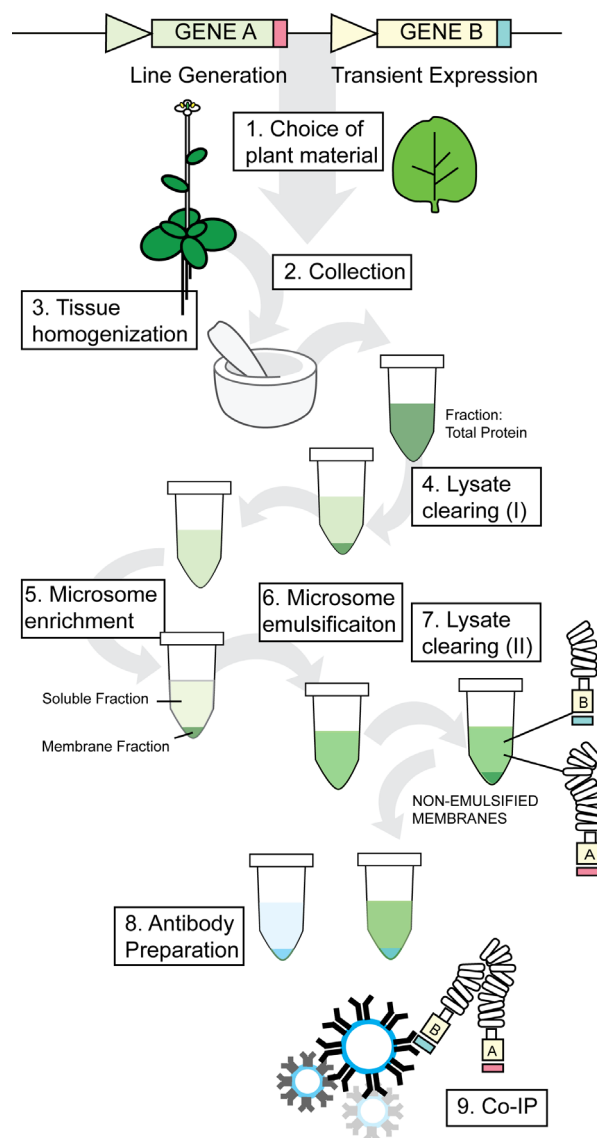 GENE A
GENE B
Line Generation
Transient Expression
1. Choice of
plant material
2. Collection
3. Tissue
homogenization
Fraction:
Total Protein
4. Lysate
clearing (I)
5. Microsome
enrichment
6. Microsome
emulsificaiton
7. Lysate
clearing (II)
Soluble Fraction
Membrane Fraction
B
A
NON-EMULSIFIED
MEMBRANES
8. Antibody
Preparation
B
A
9. Co-IP